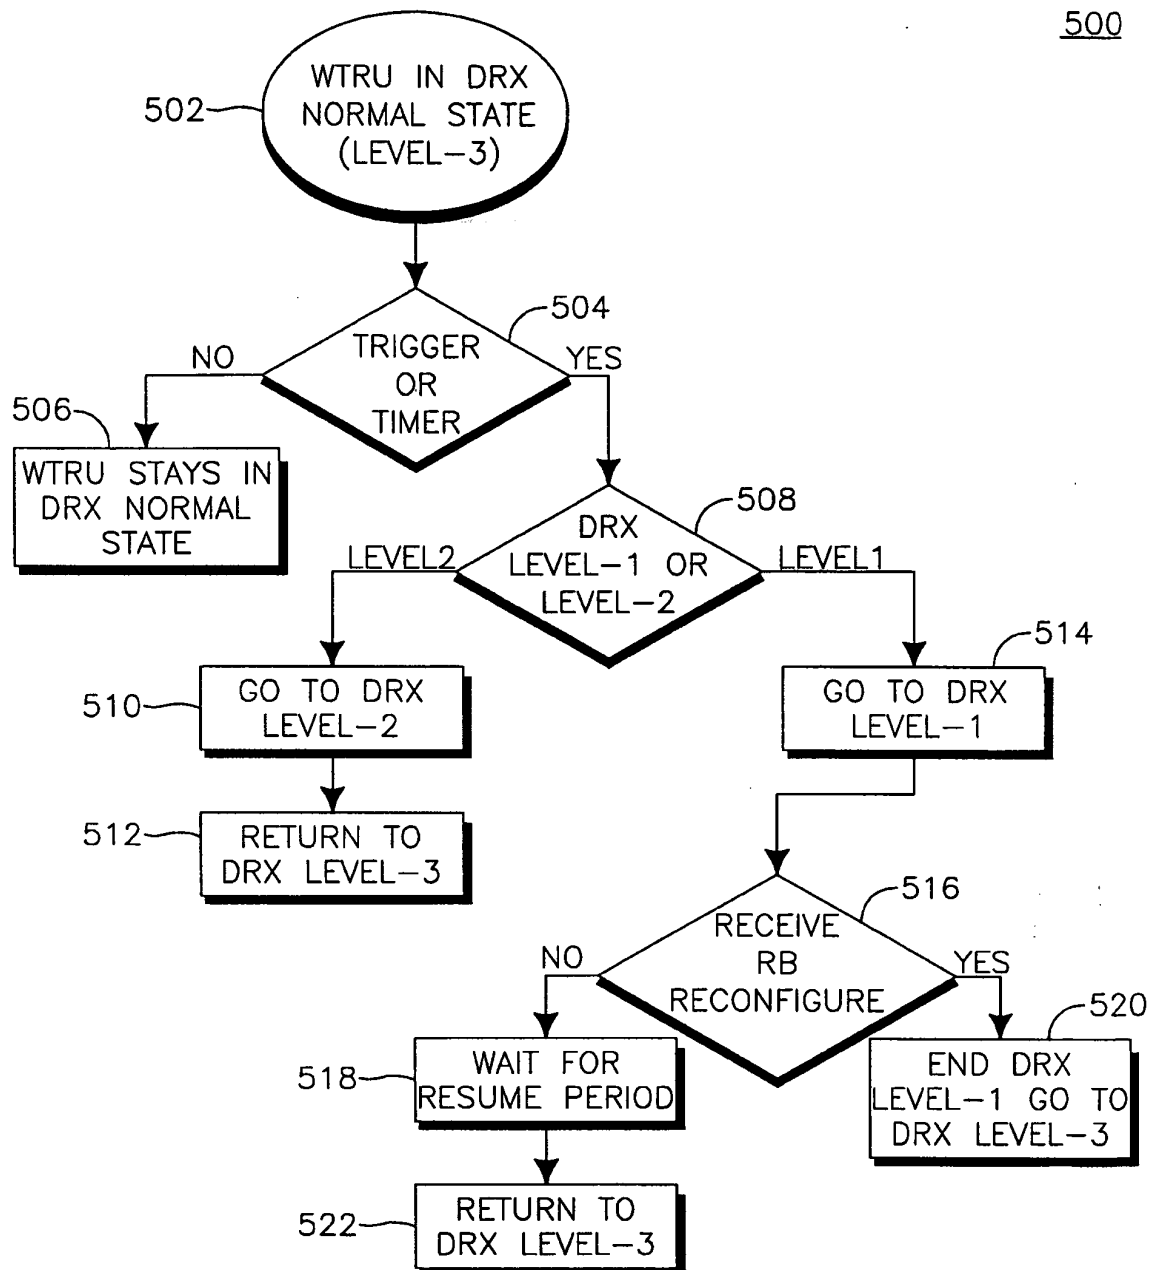 500
WTRU IN DRX
NORMAL STATE
(LEVEL-3)
502
504
TRIGGER
OR
TIMER
NO
YES
506
WTRU STAYS IN
DRX NORMAL
STATE
508
DRX
LEVEL-1 OR
LEVEL-2
LEVEL2
LEVEL1
510
GO TO DRX
LEVEL-2
514
GO TO DRX
LEVEL-1
512
RETURN TO
DRX LEVEL-3
516
RECEIVE
RB
RECONFIGURE
NO
YES
518
WAIT FOR
RESUME PERIOD
520
END DRX
LEVEL-1 GO TO
DRX LEVEL-3
522
RETURN TO
DRX LEVEL-3